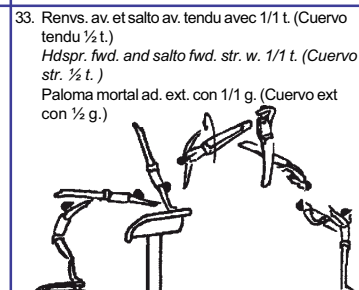 33. Renvs. av. et salto av. tendu avec 1/1 t. (Cuervo
tendu ½ t.)
Hdspr. fwd. and salto fwd. str. w. 1/1 t. (Cuervo
str. ½ t. )
Paloma mortal ad. ext. con 1/1 g. (Cuervo ext
con ½ g.)